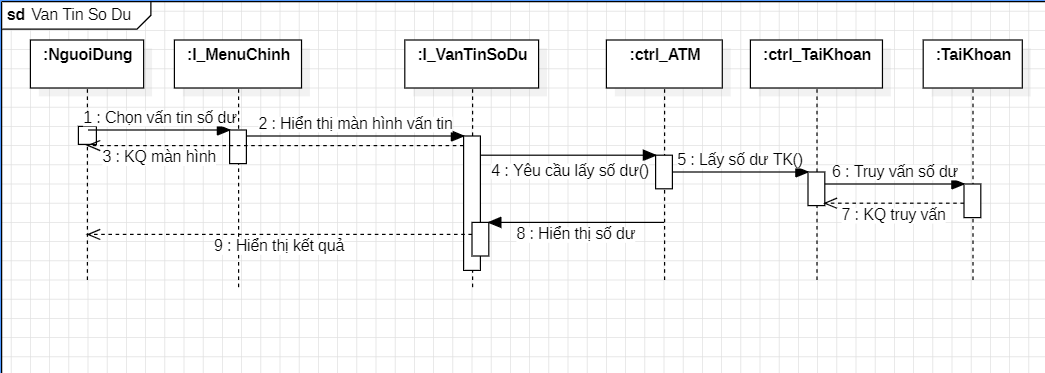 sd Van Tin So Du
:NguoiDung
:I_MenuChinh
:I_VanTinSoDu
:ctrl_ATM
:ctrl_TaiKhoan
:TaiKhoan
1 : Chọn vấn tin số dư
2 : Hiển thị màn hình vấn tin
3 : KQ màn hình
4 : Yêu cầu lấy số dư()
5 : Lấy số dư TK()
6 : Truy vấn số dư
7 : KQ truy vấn
8 : Hiển thị số dư
9 : Hiển thị kết quả